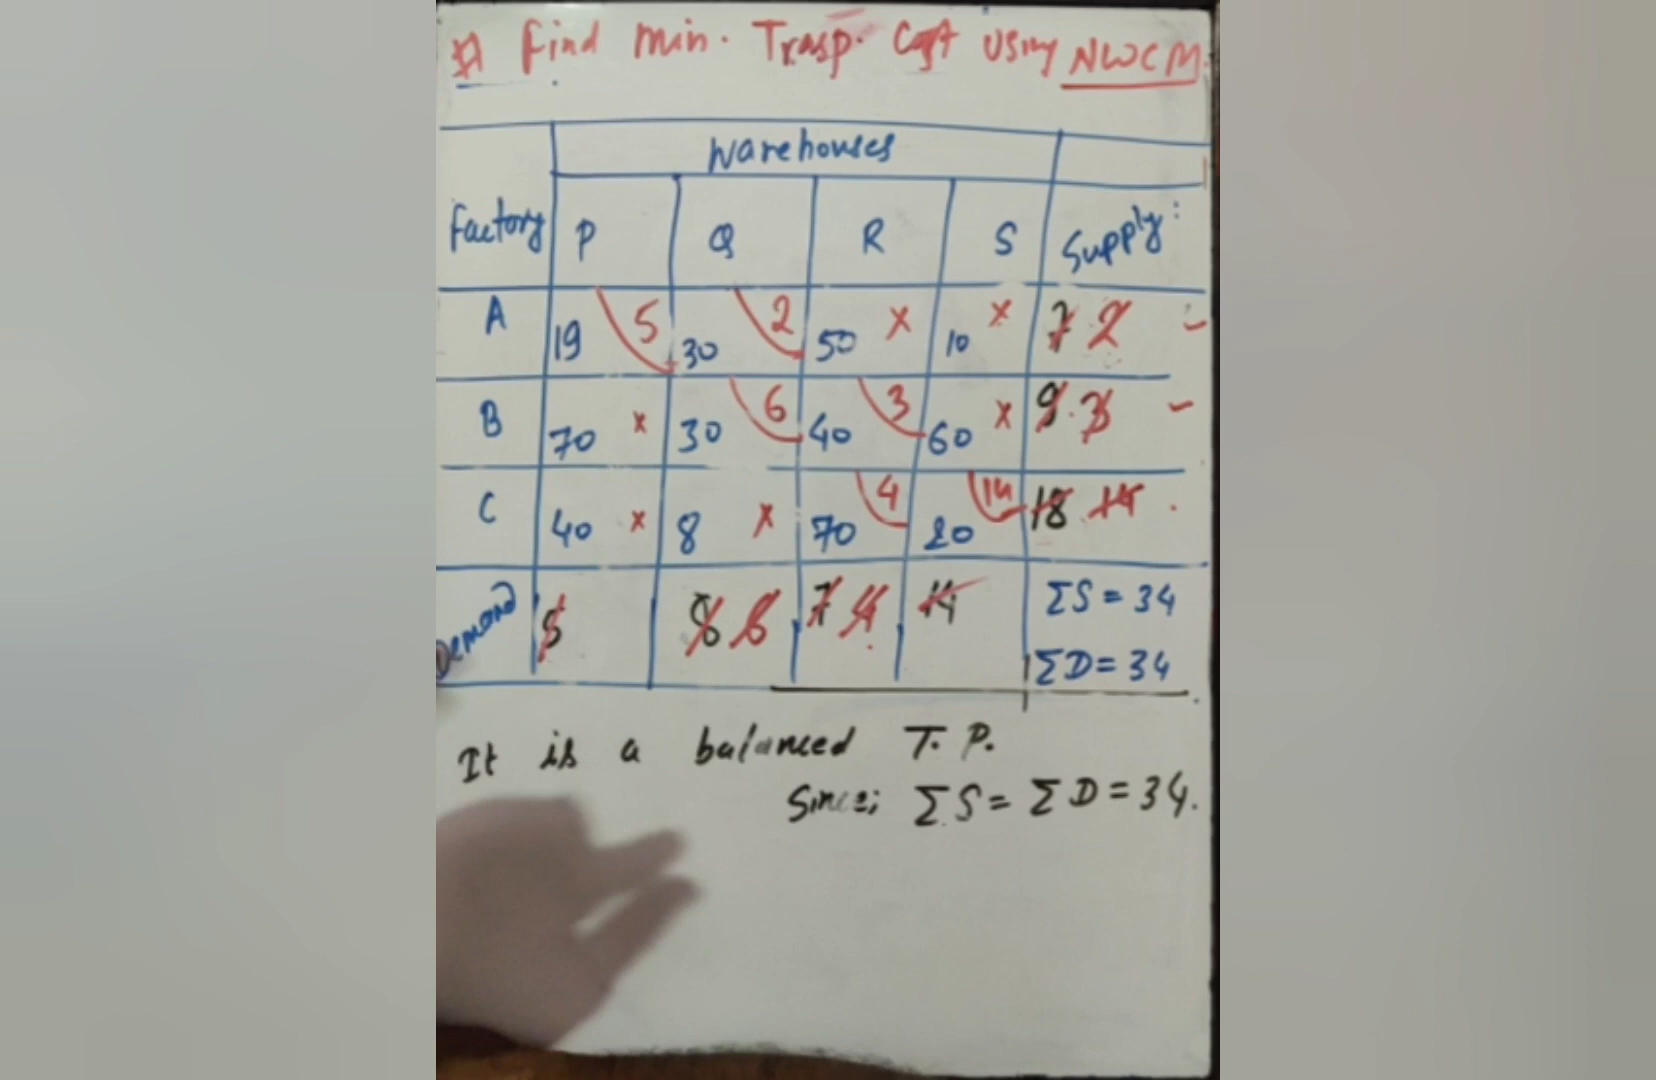 # Find Min. Trasp. Cost Using NWCM.
Warehouses
Factory P Q R S Supply:
A 19 5 30 2 50 x 10 x 7 2
B 70 x 30 6 40 3 60 x 9 3
C 40 x 8 x 70 4 20 14 18 14
Demand 5 8 6 7 4 14 ΣS = 34
ΣD = 34
It is a balanced T. P.
Since; ΣS = ΣD = 34.